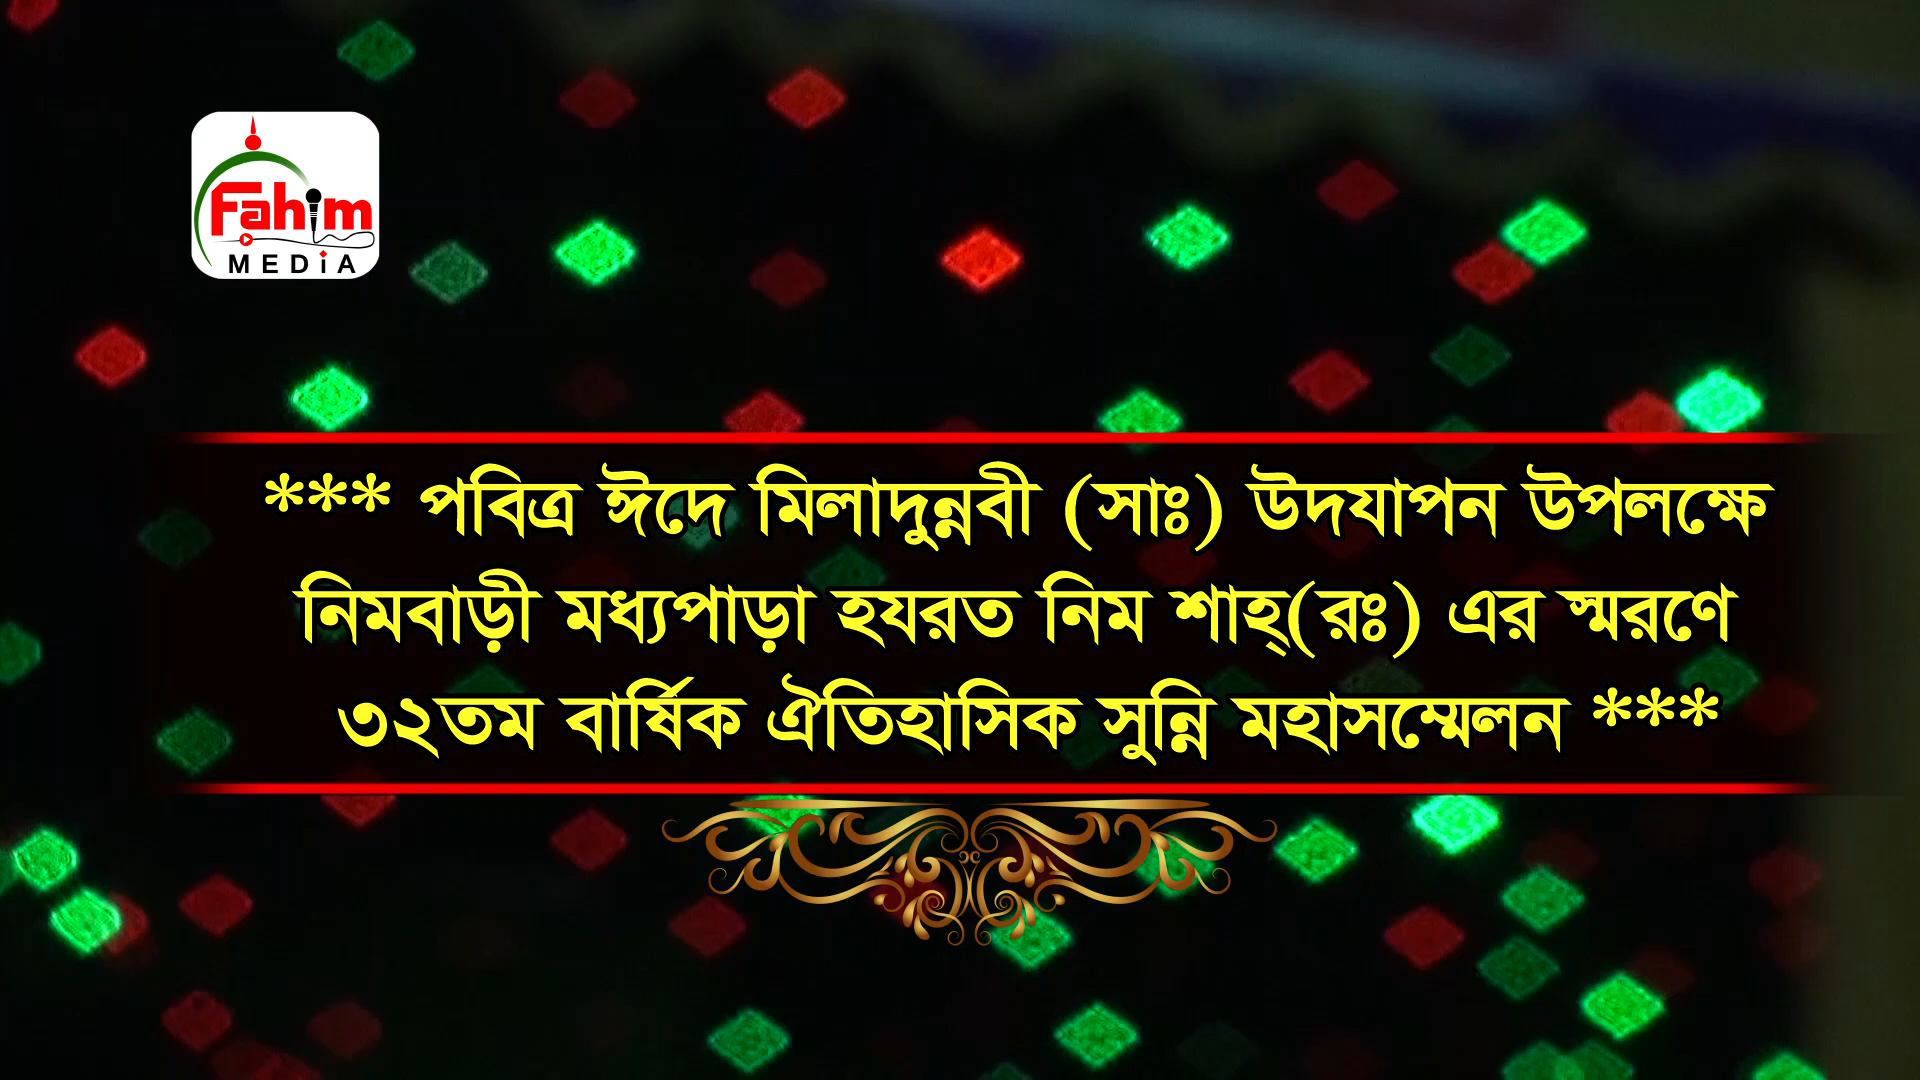 Fahim
MEDiA
*** পবিত্র ঈদে মিলাদুন্নবী (সাঃ) উদযাপন উপলক্ষে
নিমবাড়ী মধ্যপাড়া হযরত নিম শাহ্(রঃ) এর স্মরণে
৩২তম বার্ষিক ঐতিহাসিক সুন্নি মহাসম্মেলন ***